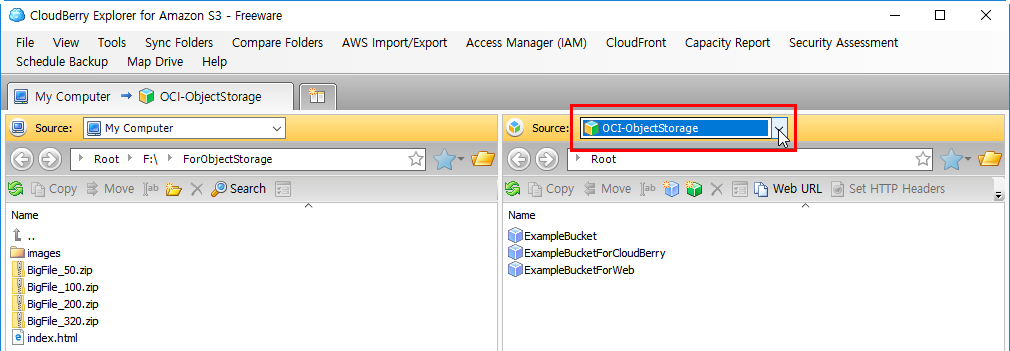 CloudBerry Explorer for Amazon S3 - Freeware
File View Tools Sync Folders Compare Folders AWS Import/Export Access Manager (IAM) CloudFront Capacity Report Security Assessment
Schedule Backup Map Drive Help
My Computer OCI-ObjectStorage
Source: My Computer
Root F:\ ForObjectStorage
Copy Move Search
Name
..
images
BigFile_50.zip
BigFile_100.zip
BigFile_200.zip
BigFile_320.zip
index.html
Source: OCI-ObjectStorage
Root
Copy Move Web URL Set HTTP Headers
Name
ExampleBucket
ExampleBucketForCloudBerry
ExampleBucketForWeb